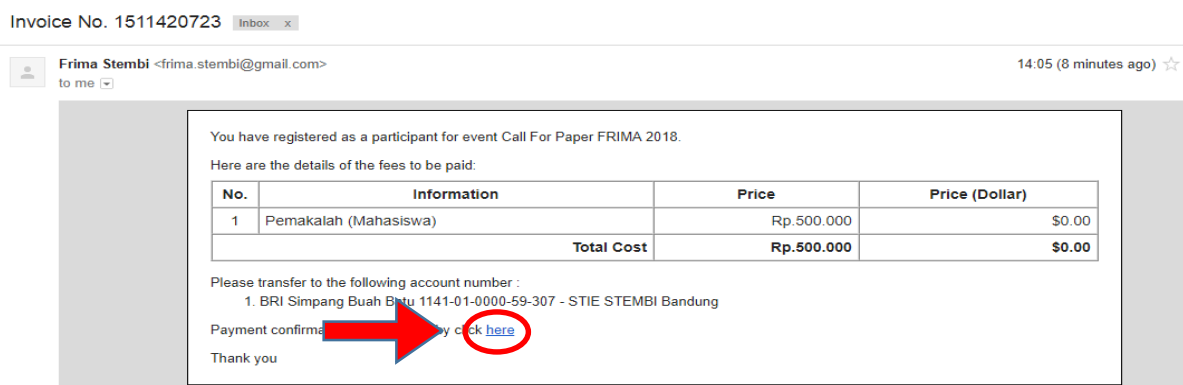 Invoice No. 1511420723 Inbox x
Frima Stembi <frima.stembi@gmail.com> 14:05 (8 minutes ago)
to me
You have registered as a participant for event Call For Paper FRIMA 2018.
Here are the details of the fees to be paid:
No. Information Price Price (Dollar)
1 Pemakalah (Mahasiswa) Rp.500.000 $0.00
Total Cost Rp.500.000 $0.00
Please transfer to the following account number :
1. BRI Simpang Buah Batu 1141-01-0000-59-307 - STIE STEMBI Bandung
Payment by click here
Thank you